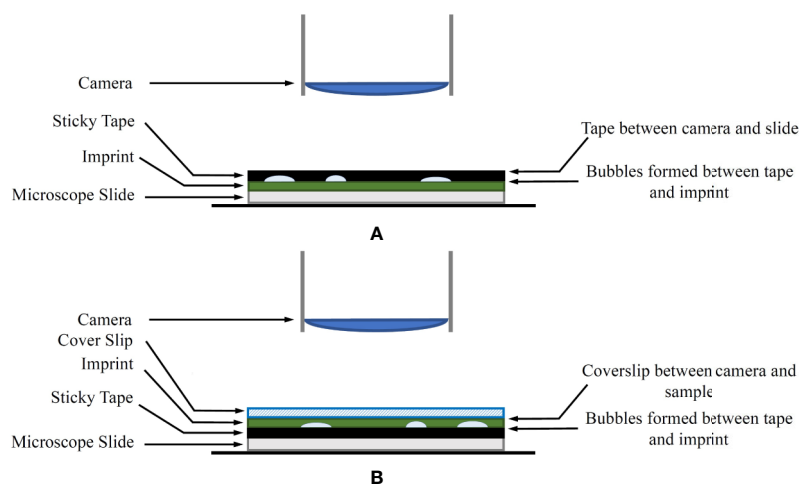 Camera
Sticky Tape
Imprint
Microscope Slide
Tape between camera and slide
Bubbles formed between tape
and imprint
A
Camera
Cover Slip
Imprint
Sticky Tape
Microscope Slide
Coverslip between camera and
sample
Bubbles formed between tape
and imprint
B